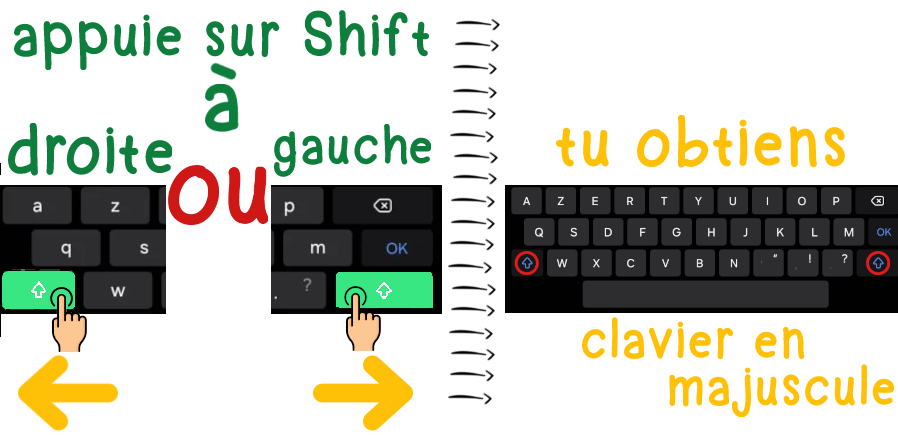 appuie sur Shift
à
droite
ou
gauche
a z
q s
w
p
m OK
. ?
tu obtiens
A Z E R T Y U I O P
Q S D F G H J K L M OK
W X C V B N . “ , ! . ?
clavier en
majuscule